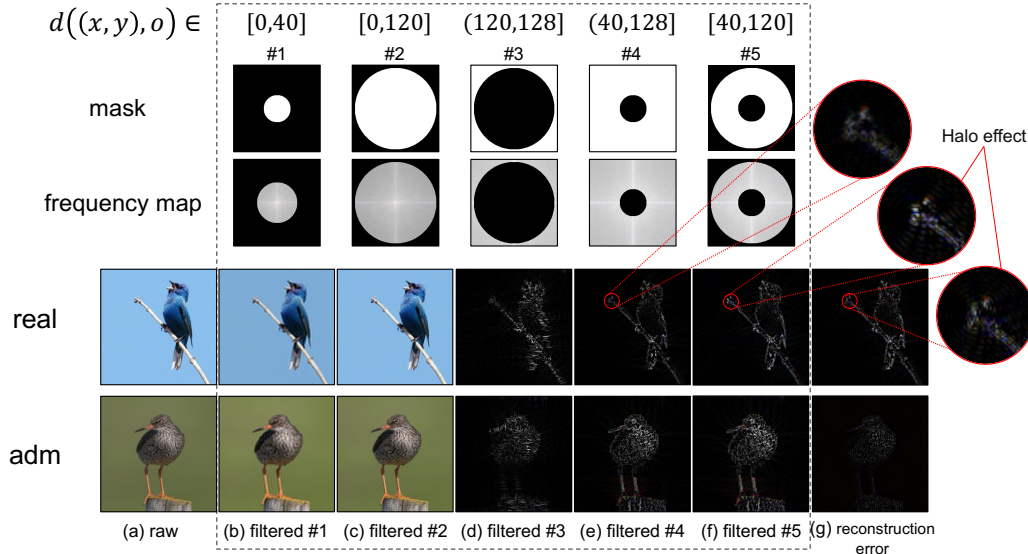 d((x, y), o) ∈ [0,40] [0,120] (120,128] (40,128] [40,120]
#1 #2 #3 #4 #5
mask
Halo effect
frequency map
real
adm
(a) raw (b) filtered #1 (c) filtered #2 (d) filtered #3 (e) filtered #4 (f) filtered #5 (g) reconstruction
error